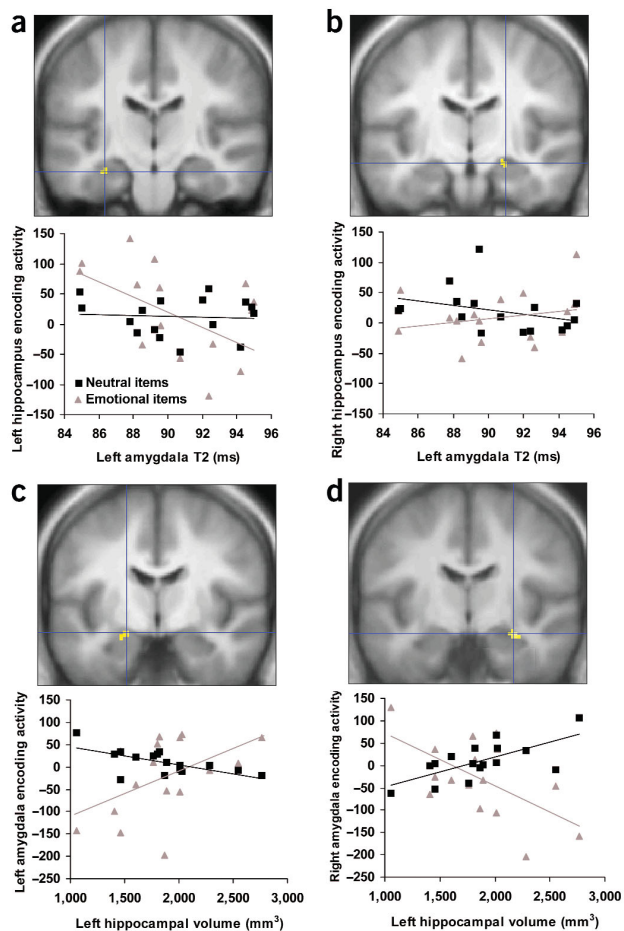 a
b
Left hippocampus encoding activity
150
100
50
0
−50
−100
−150
■ Neutral items
▲ Emotional items
84 86 88 90 92 94 96
Left amygdala T2 (ms)
Right hippocampus encoding activity
150
100
50
0
−50
−100
−150
84 86 88 90 92 94 96
Left amygdala T2 (ms)
c
d
Left amygdala encoding activity
150
100
50
0
−50
−100
−150
−200
−250
1,000 1,500 2,000 2,500 3,000
Left hippocampal volume (mm³)
Right amygdala encoding activity
150
100
50
0
−50
−100
−150
−200
−250
1,000 1,500 2,000 2,500 3,000
Left hippocampal volume (mm³)